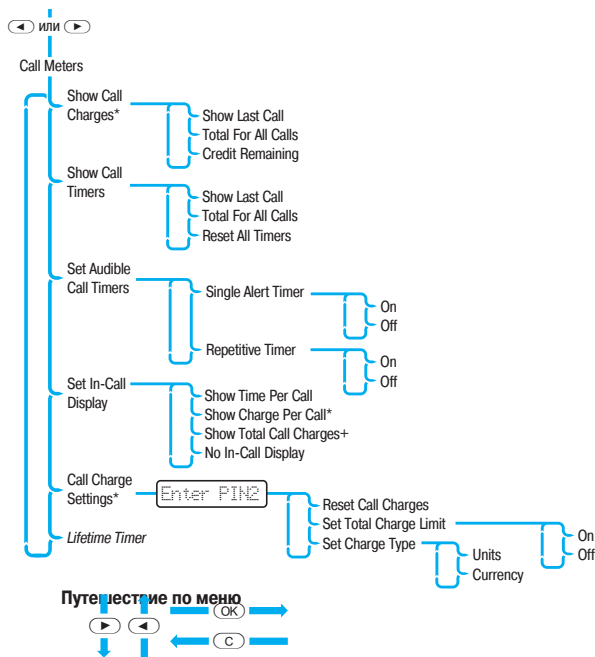 или
Call Meters
Show Call
Charges*
Show Last Call
Total For All Calls
Credit Remaining
Show Call
Timers
Show Last Call
Total For All Calls
Reset All Timers
Set Audible
Call Timers
Single Alert Timer
On
Off
Repetitive Timer
On
Off
Set In-Call
Display
Show Time Per Call
Show Charge Per Call*
Show Total Call Charges+
No In-Call Display
Call Charge
Settings*
Enter PIN2
Reset Call Charges
Set Total Charge Limit
On
Off
Set Charge Type
Units
Currency
Lifetime Timer
Путешествие по меню
OK
C